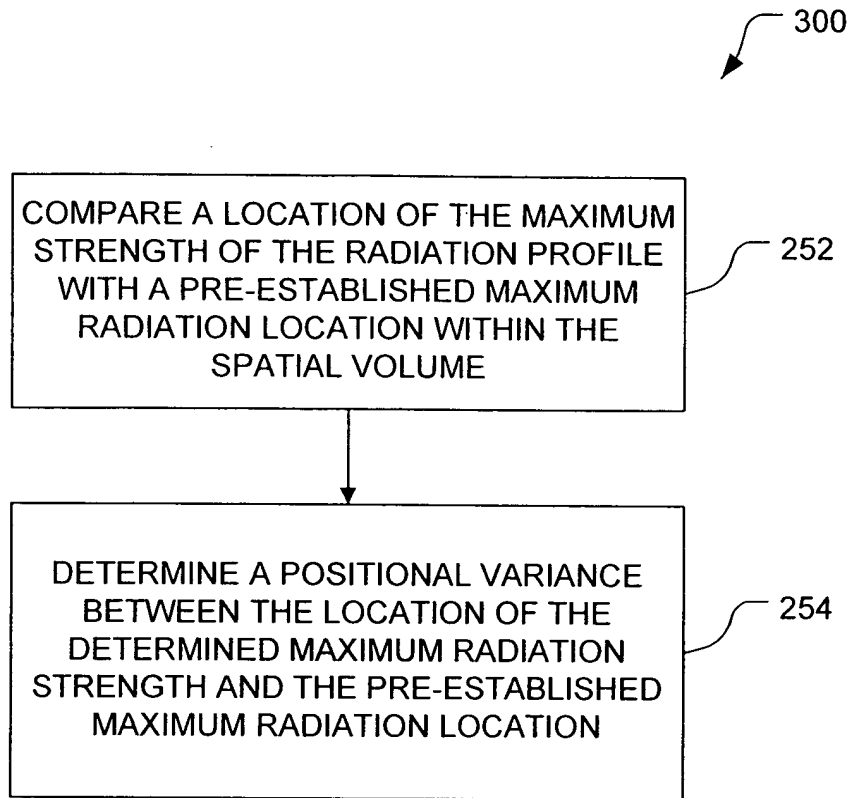 300
COMPARE A LOCATION OF THE MAXIMUM
STRENGTH OF THE RADIATION PROFILE
WITH A PRE-ESTABLISHED MAXIMUM
RADIATION LOCATION WITHIN THE
SPATIAL VOLUME
252
DETERMINE A POSITIONAL VARIANCE
BETWEEN THE LOCATION OF THE
DETERMINED MAXIMUM RADIATION
STRENGTH AND THE PRE-ESTABLISHED
MAXIMUM RADIATION LOCATION
254